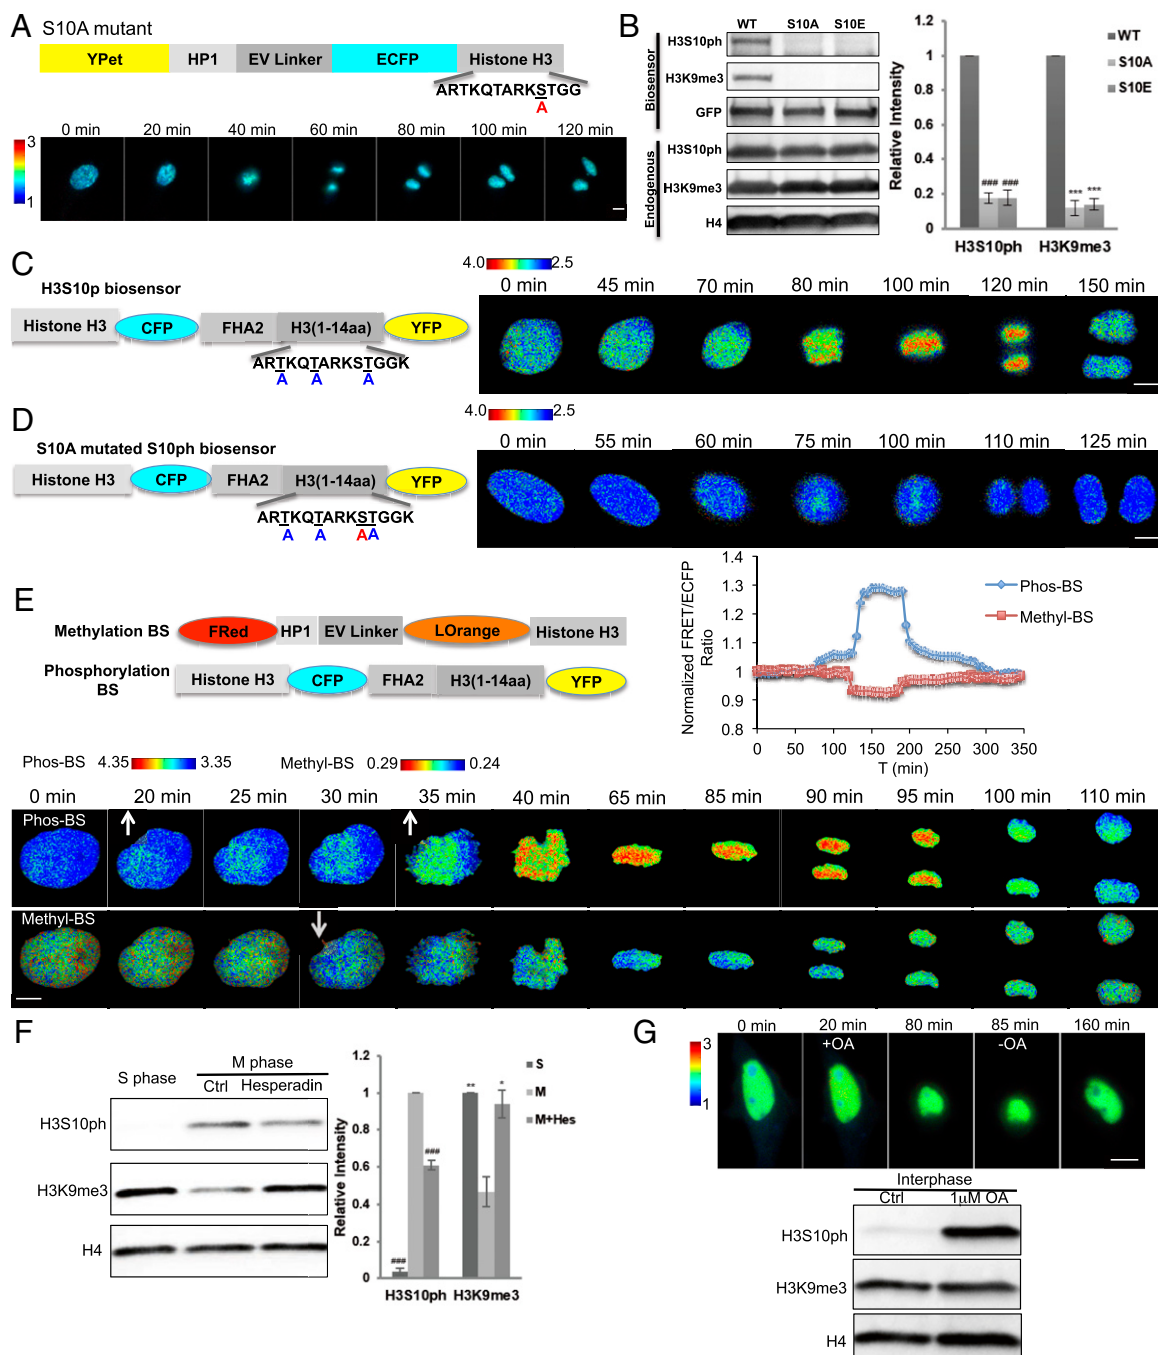 A
S10A mutant
YPet
HP1
EV Linker
ECFP
Histone H3
ARTKQTARKSTGG
A
0 min
20 min
40 min
60 min
80 min
100 min
120 min
3
1
B
WT
S10A
S10E
Biosensor
H3S10ph
H3K9me3
GFP
Endogenous
H3S10ph
H3K9me3
H4
Relative Intensity
1.2
1
0.8
0.6
0.4
0.2
0
WT
S10A
S10E
### ###
*** ***
H3S10ph
H3K9me3
C
H3S10p biosensor
Histone H3
CFP
FHA2
H3(1-14aa)
YFP
ARTKQTARKSTGGK
A A A
4.0
2.5
0 min
45 min
70 min
80 min
100 min
120 min
150 min
D
S10A mutated S10ph biosensor
Histone H3
CFP
FHA2
H3(1-14aa)
YFP
ARTKQTARKSTGGK
A A AA
4.0
2.5
0 min
55 min
60 min
75 min
100 min
110 min
125 min
E
Methylation BS
FRed
HP1
EV Linker
LOrange
Histone H3
Phosphorylation
BS
Histone H3
CFP
FHA2
H3(1-14aa)
YFP
Normalized FRET/ECFP
Ratio
1.4
1.3
1.2
1.1
1
0.9
0.8
0
50
100
150
200
250
300
350
T (min)
Phos-BS
Methyl-BS
Phos-BS
4.35
3.35
Methyl-BS
0.29
0.24
0 min
20 min
25 min
30 min
35 min
40 min
65 min
85 min
90 min
95 min
100 min
110 min
Phos-BS
Methyl-BS
F
S phase
M phase
Ctrl
Hesperadin
H3S10ph
H3K9me3
H4
Relative Intensity
1.2
1
0.8
0.6
0.4
0.2
0
S
M
M+Hes
###
###
**
*
H3S10ph
H3K9me3
G
0 min
20 min
80 min
85 min
160 min
+OA
-OA
3
1
Interphase
Ctrl
1µM OA
H3S10ph
H3K9me3
H4